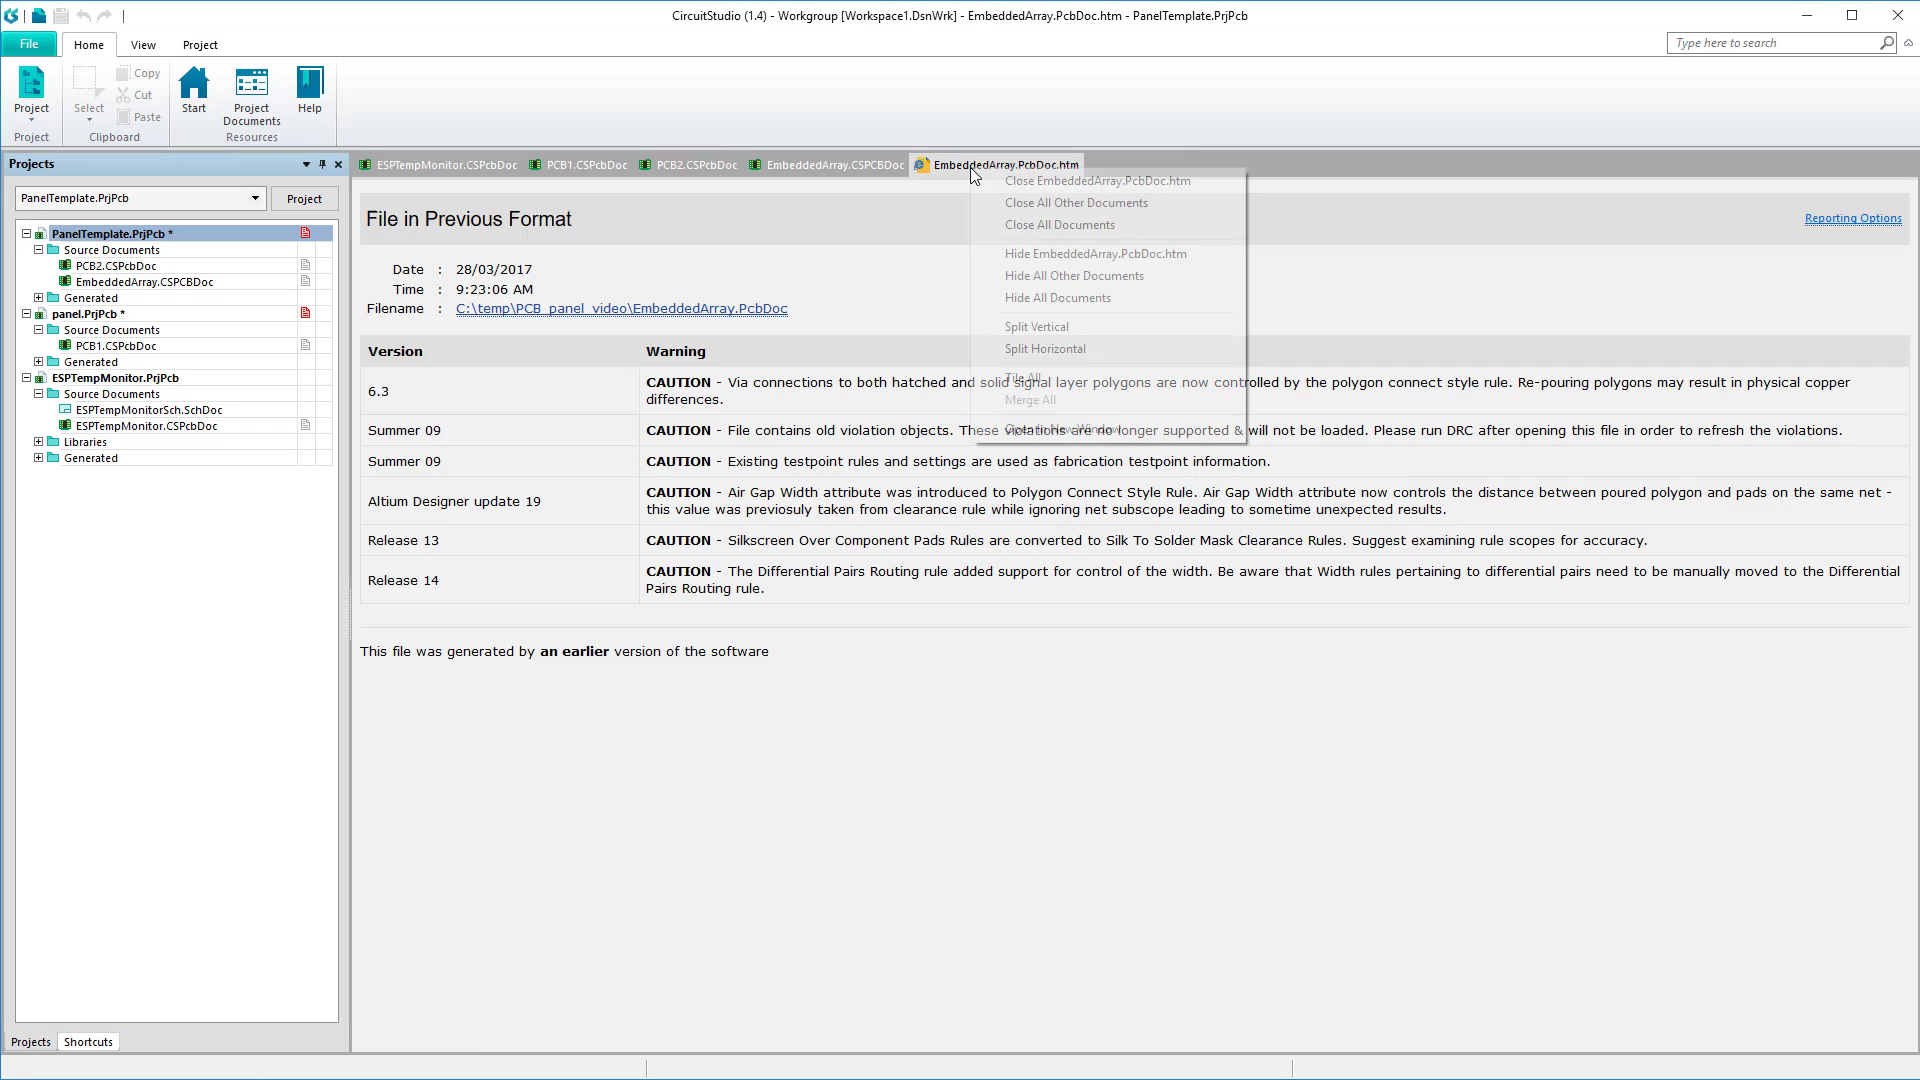 CircuitStudio (1.4) - Workgroup [Workspace1.DsnWrk] - EmbeddedArray.PcbDoc.htm - PanelTemplate.PrjPcb
File
Home
View
Project
Type here to search
Project
Select
Copy
Cut
Paste
Start
Project
Documents
Help
Project
Clipboard
Resources
Projects
ESPTempMonitor.CSPcbDoc
PCB1.CSPcbDoc
PCB2.CSPcbDoc
EmbeddedArray.CSPCBDoc
EmbeddedArray.PcbDoc.htm
PanelTemplate.PrjPcb
Project
PanelTemplate.PrjPcb *
Source Documents
PCB2.CSPcbDoc
EmbeddedArray.CSPCBDoc
Generated
panel.PrjPcb *
Source Documents
PCB1.CSPcbDoc
Generated
ESPTempMonitor.PrjPcb
Source Documents
ESPTempMonitorSch.SchDoc
ESPTempMonitor.CSPcbDoc
Libraries
Generated
Projects
Shortcuts
File in Previous Format
Reporting Options
Date : 28/03/2017
Time : 9:23:06 AM
Filename : C:\temp\PCB_panel_video\EmbeddedArray.PcbDoc
Close EmbeddedArray.PcbDoc.htm
Close All Other Documents
Close All Documents
Hide EmbeddedArray.PcbDoc.htm
Hide All Other Documents
Hide All Documents
Split Vertical
Split Horizontal
Tile All
Merge All
Open In New Window
Version Warning
6.3
CAUTION - Via connections to both hatched and solid signal layer polygons are now controlled by the polygon connect style rule. Re-pouring polygons may result in physical copper
differences.
Summer 09 CAUTION - File contains old violation objects. These violations are no longer supported & will not be loaded. Please run DRC after opening this file in order to refresh the violations.
Summer 09 CAUTION - Existing testpoint rules and settings are used as fabrication testpoint information.
Altium Designer update 19
CAUTION - Air Gap Width attribute was introduced to Polygon Connect Style Rule. Air Gap Width attribute now controls the distance between poured polygon and pads on the same net -
this value was previosuly taken from clearance rule while ignoring net subscope leading to sometime unexpected results.
Release 13 CAUTION - Silkscreen Over Component Pads Rules are converted to Silk To Solder Mask Clearance Rules. Suggest examining rule scopes for accuracy.
Release 14
CAUTION - The Differential Pairs Routing rule added support for control of the width. Be aware that Width rules pertaining to differential pairs need to be manually moved to the Differential
Pairs Routing rule.
This file was generated by an earlier version of the software